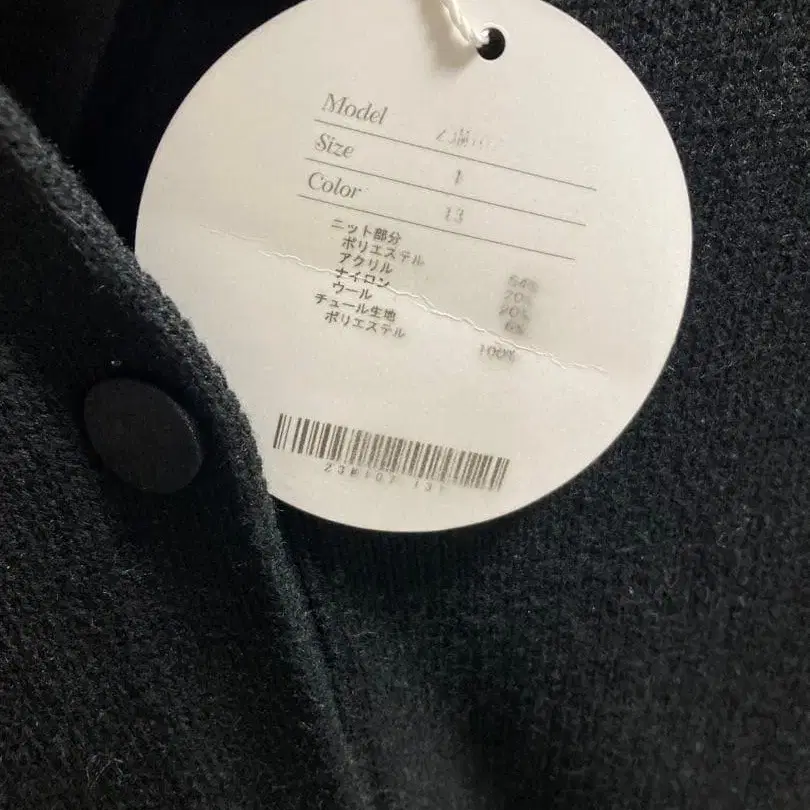 Model
Size 1
Color 13
ニット部分
ポリエステル 54%
アクリル 20%
ナイロン 20%
ウール 6%
チュール生地
ポリエステル 100%